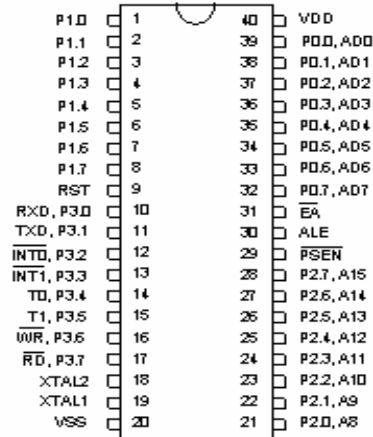 P1.0 1 40 VDD
P1.1 2 39 P0.0, AD0
P1.2 3 38 P0.1, AD1
P1.3 4 37 P0.2, AD2
P1.4 5 36 P0.3, AD3
P1.5 6 35 P0.4, AD4
P1.6 7 34 P0.5, AD5
P1.7 8 33 P0.6, AD6
RST 9 32 P0.7, AD7
RXD, P3.0 10 31 E̅A̅
TXD, P3.1 11 30 ALE
I̅N̅T̅0̅, P3.2 12 29 P̅S̅E̅N̅
I̅N̅T̅1̅, P3.3 13 28 P2.7, A15
T0, P3.4 14 27 P2.6, A14
T1, P3.5 15 26 P2.5, A13
W̅R̅, P3.6 16 25 P2.4, A12
R̅D̅, P3.7 17 24 P2.3, A11
XTAL2 18 23 P2.2, A10
XTAL1 19 22 P2.1, A9
VSS 20 21 P2.0, A8